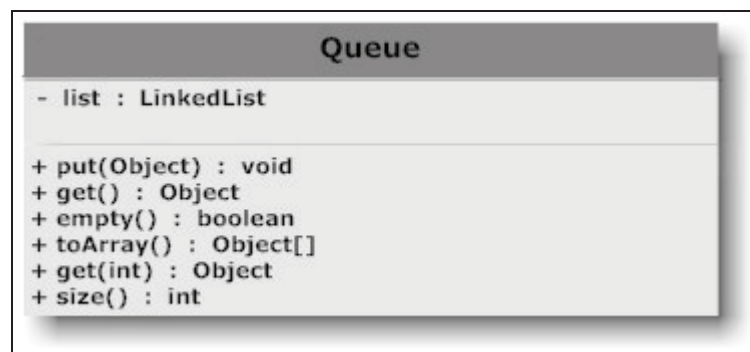 Queue
- list : LinkedList
+ put(Object) : void
+ get() : Object
+ empty() : boolean
+ toArray() : Object[]
+ get(int) : Object
+ size() : int